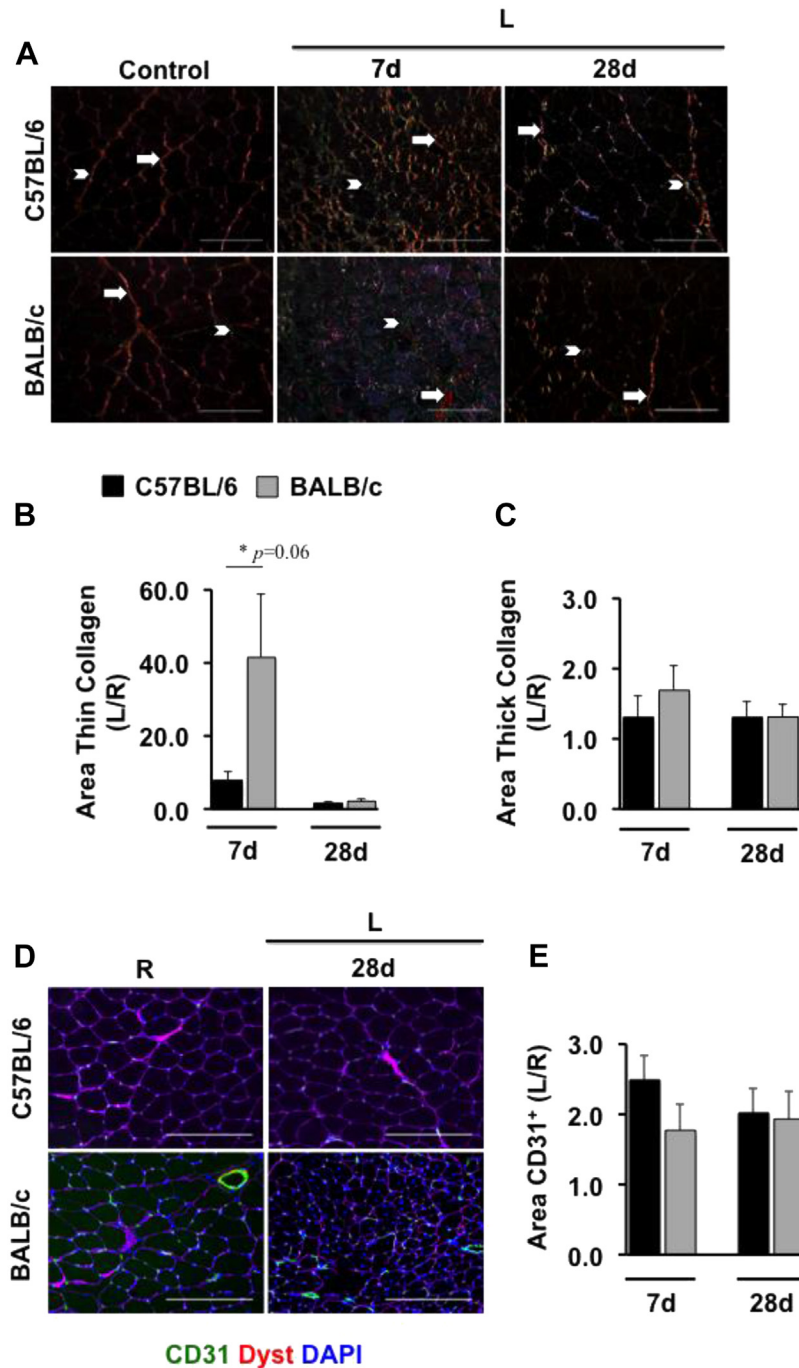 L
A
Control 7d 28d
C57BL/6
BALB/c
C57BL/6 BALB/c
B
* p=0.06
Area Thin Collagen
(L/R)
60.0
40.0
20.0
0.0
7d 28d
C
Area Thick Collagen
(L/R)
3.0
2.0
1.0
0.0
7d 28d
L
D
R 28d
C57BL/6
BALB/c
CD31 Dyst DAPI
E
Area CD31⁺ (L/R)
3.0
2.0
1.0
0.0
7d 28d